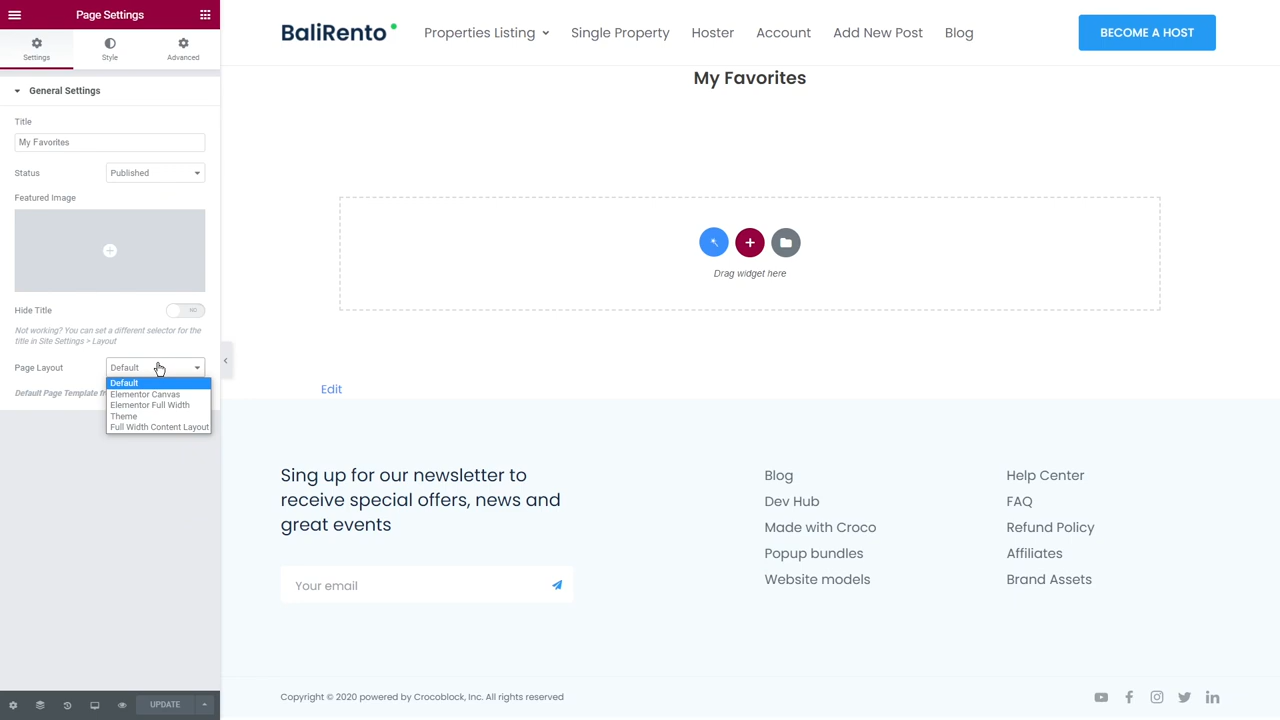 Page Settings
Settings
Style
Advanced
General Settings
Title
My Favorites
Status
Published
Featured Image
Hide Title
NO
Not working? You can set a different selector for the
title in Site Settings > Layout
Page Layout
Default
Default
Elementor Canvas
Elementor Full Width
Theme
Full Width Content Layout
Default Page Template
UPDATE
BaliRento
Properties Listing
Single Property
Hoster
Account
Add New Post
Blog
BECOME A HOST
My Favorites
Drag widget here
Edit
Sing up for our newsletter to
receive special offers, news and
great events
Your email
Blog
Dev Hub
Made with Croco
Popup bundles
Website models
Help Center
FAQ
Refund Policy
Affiliates
Brand Assets
Copyright © 2020 powered by Crocoblock, Inc. All rights reserved